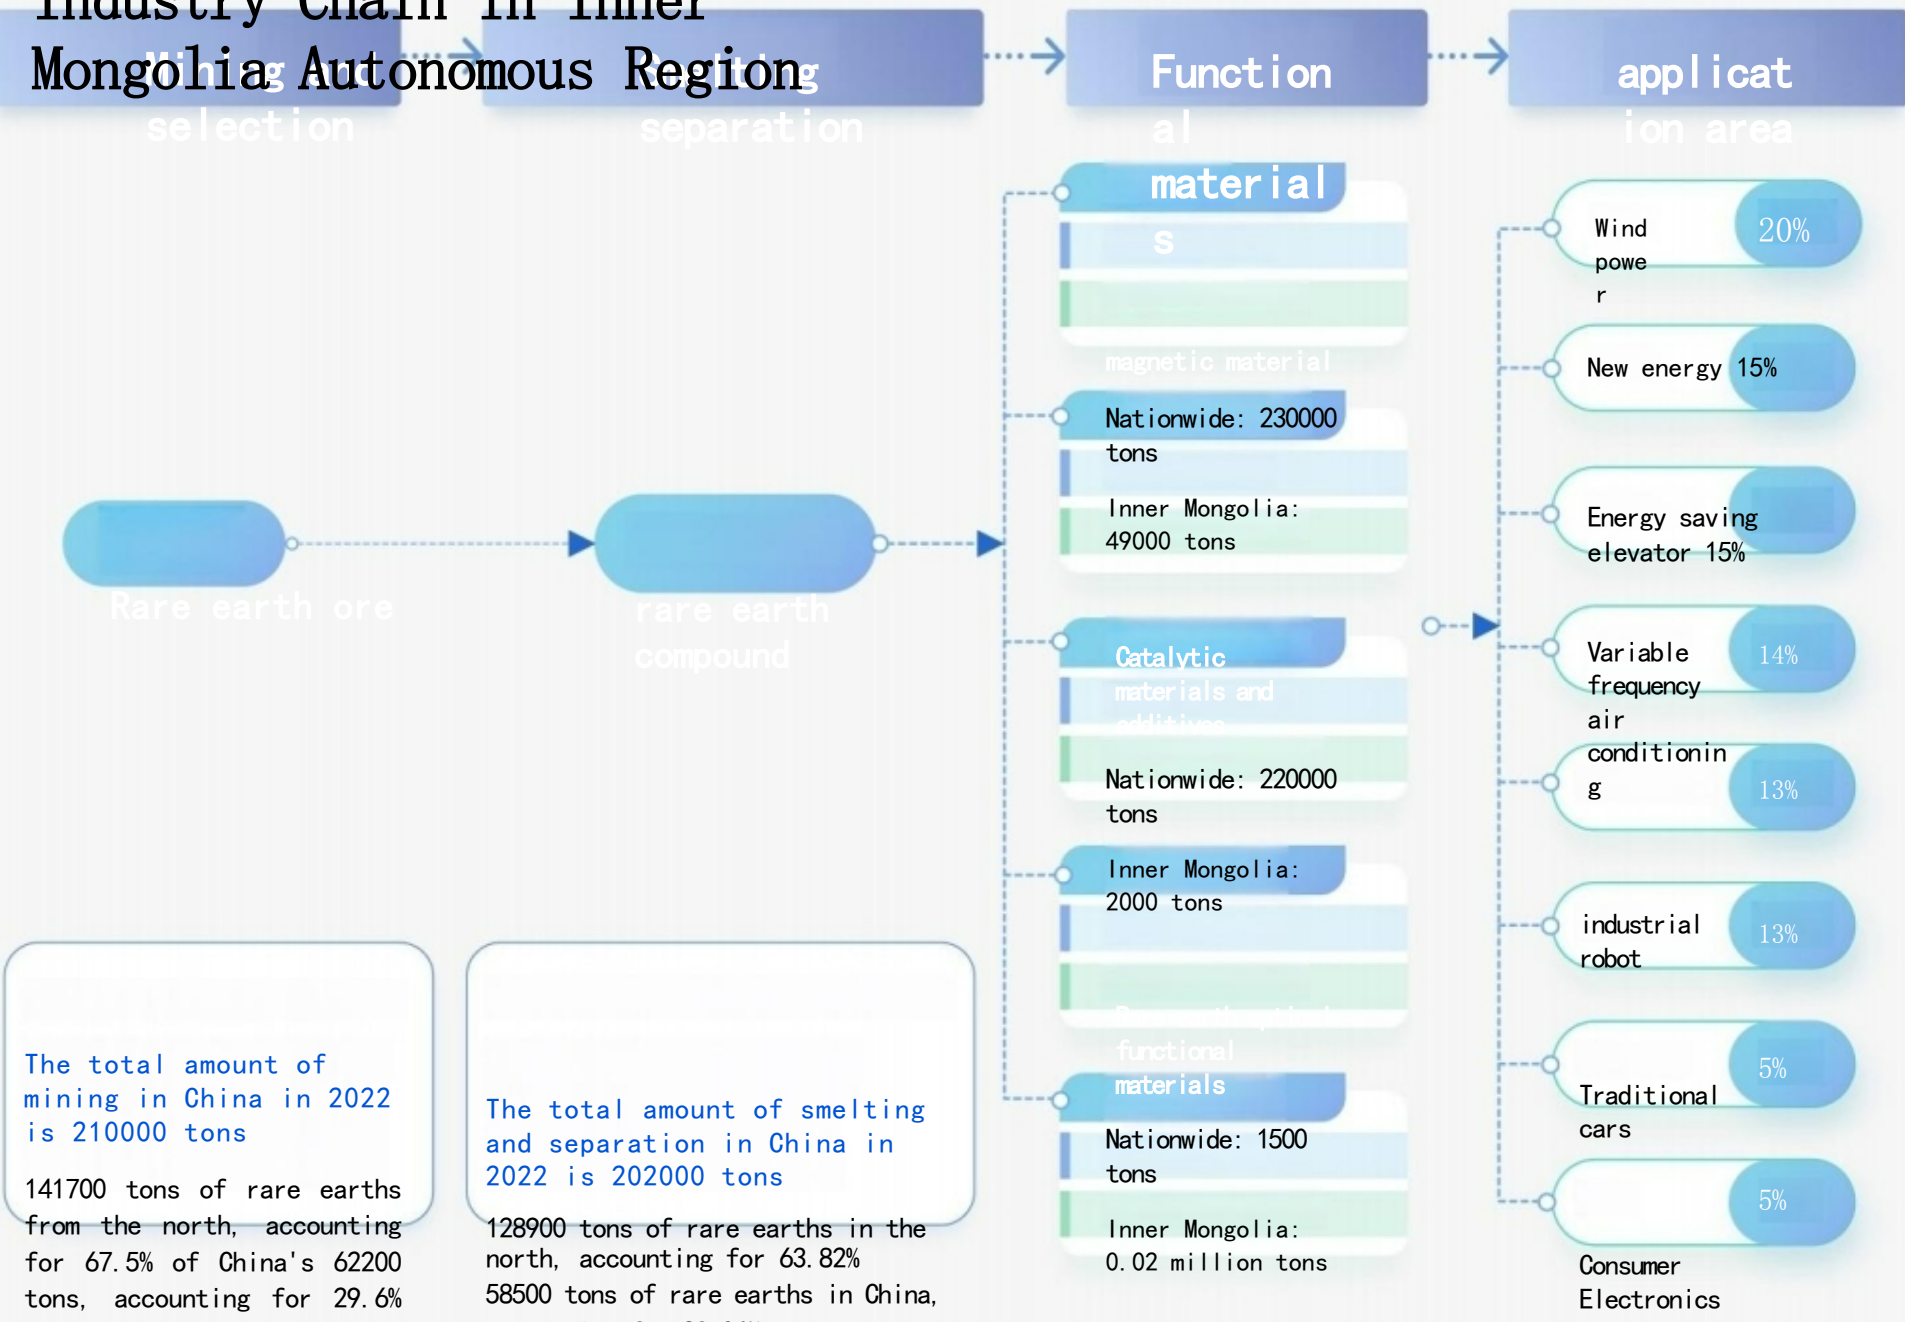 Industry Chain in Inner
Mongolia Autonomous Region
Mining and
selection
Smelting
separation
Function
al
material
s
applicat
ion area
Rare earth ore
rare earth
compound
The total amount of
mining in China in 2022
is 210000 tons
141700 tons of rare earths
from the north, accounting
for 67.5% of China's 62200
tons, accounting for 29.6%
The total amount of smelting
and separation in China in
2022 is 202000 tons
128900 tons of rare earths in the
north, accounting for 63.82%
58500 tons of rare earths in China,
magnetic material
Nationwide: 230000
tons
Inner Mongolia:
49000 tons
Catalytic
materials and
additives
Nationwide: 220000
tons
Inner Mongolia:
2000 tons
functional
materials
Nationwide: 1500
tons
Inner Mongolia:
0.02 million tons
Wind
powe
r
20%
New energy 15%
Energy saving
elevator 15%
Variable
frequency
air
conditionin
g
14%
13%
industrial
robot
13%
Traditional
cars
5%
5%
Consumer
Electronics